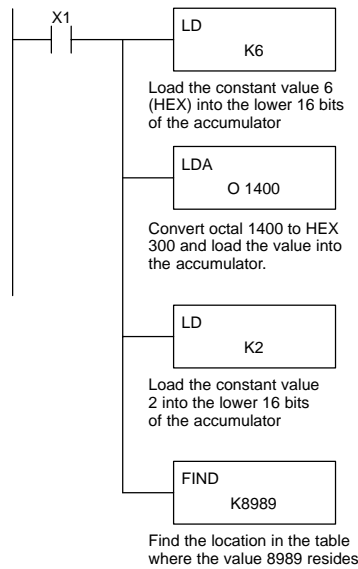 X1
LD
K6
Load the constant value 6
(HEX) into the lower 16 bits
of the accumulator
LDA
O 1400
Convert octal 1400 to HEX
300 and load the value into
the accumulator.
LD
K2
Load the constant value
2 into the lower 16 bits
of the accumulator
FIND
K8989
Find the location in the table
where the value 8989 resides